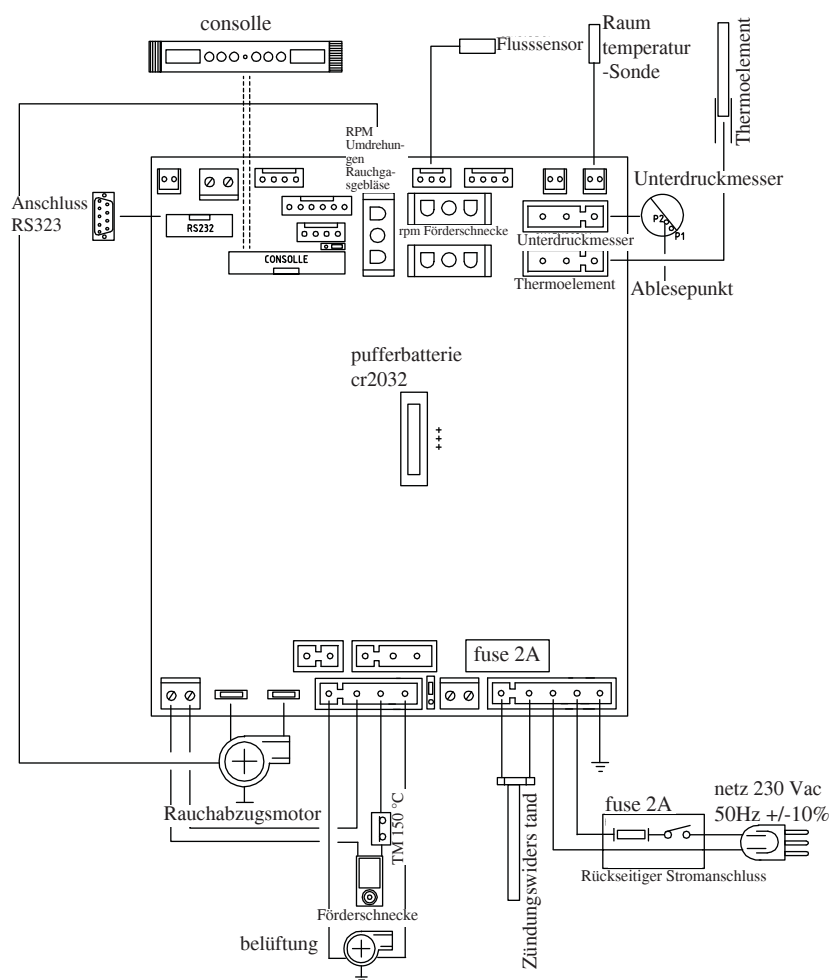 consolle
Flusssensor
Raum
temperatur
-Sonde
Thermoelement
RPM
Umdrehun-
gen
Rauchga-
sgebläse
Anschluss
RS323
RS232
CONSOLLE
rpm Förderschnecke
Unterdruckmesser
Unterdruckmesser
P2
P1
Thermoelement
Ablesepunkt
pufferbatterie
cr2032
+++
fuse 2A
Rauchabzugsmotor
TM 150 °C
Förderschnecke
belüftung
Zündungswiders tand
fuse 2A
Rückseitiger Stromanschluss
netz 230 Vac
50Hz +/-10%